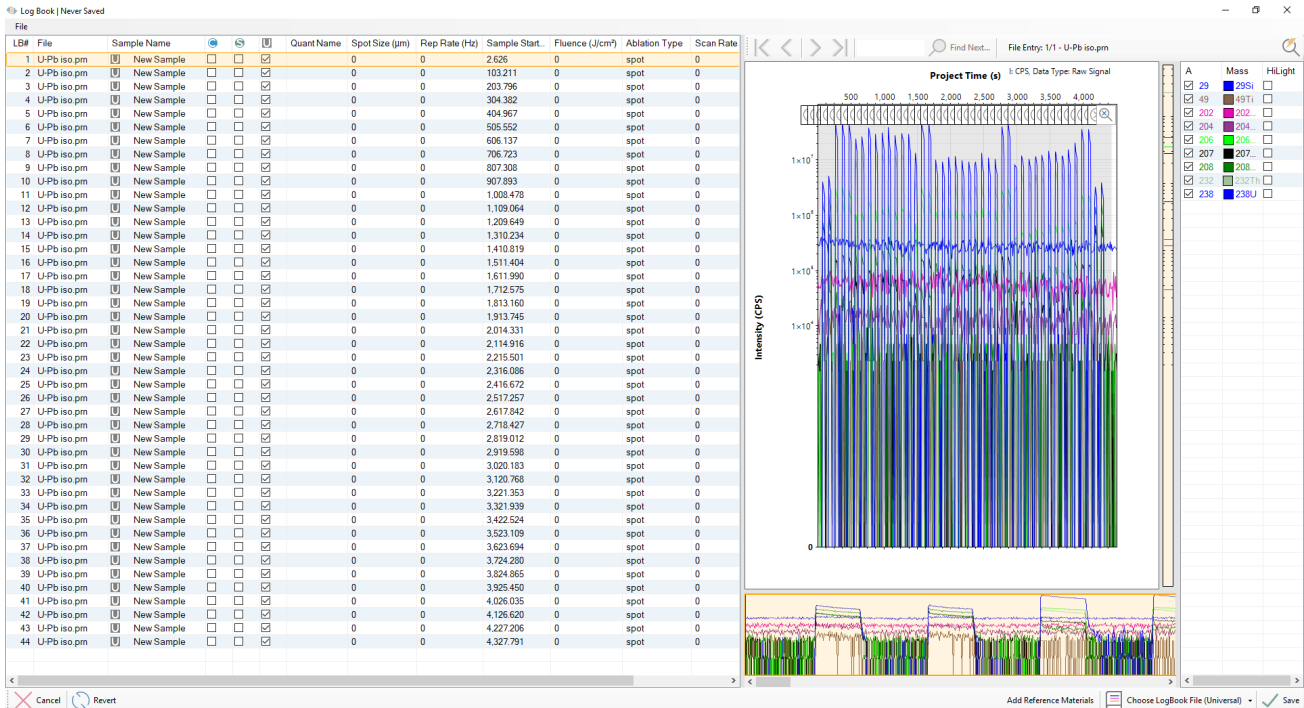 Log Book | Never Saved
File
LB# File Sample Name C S U Quant Name Spot Size (µm) Rep Rate (Hz) Sample Start.. Fluence (J/cm²) Ablation Type Scan Rate
1 U-Pb iso.prn U New Sample 0 0 2.626 0 spot 0
2 U-Pb iso.prn U New Sample 0 0 103.211 0 spot 0
3 U-Pb iso.prn U New Sample 0 0 203.796 0 spot 0
4 U-Pb iso.prn U New Sample 0 0 304.382 0 spot 0
5 U-Pb iso.prn U New Sample 0 0 404.967 0 spot 0
6 U-Pb iso.prn U New Sample 0 0 505.552 0 spot 0
7 U-Pb iso.prn U New Sample 0 0 606.137 0 spot 0
8 U-Pb iso.prn U New Sample 0 0 706.723 0 spot 0
9 U-Pb iso.prn U New Sample 0 0 807.308 0 spot 0
10 U-Pb iso.prn U New Sample 0 0 907.893 0 spot 0
11 U-Pb iso.prn U New Sample 0 0 1,008.478 0 spot 0
12 U-Pb iso.prn U New Sample 0 0 1,109.064 0 spot 0
13 U-Pb iso.prn U New Sample 0 0 1,209.649 0 spot 0
14 U-Pb iso.prn U New Sample 0 0 1,310.234 0 spot 0
15 U-Pb iso.prn U New Sample 0 0 1,410.819 0 spot 0
16 U-Pb iso.prn U New Sample 0 0 1,511.404 0 spot 0
17 U-Pb iso.prn U New Sample 0 0 1,611.990 0 spot 0
18 U-Pb iso.prn U New Sample 0 0 1,712.575 0 spot 0
19 U-Pb iso.prn U New Sample 0 0 1,813.160 0 spot 0
20 U-Pb iso.prn U New Sample 0 0 1,913.745 0 spot 0
21 U-Pb iso.prn U New Sample 0 0 2,014.331 0 spot 0
22 U-Pb iso.prn U New Sample 0 0 2,114.916 0 spot 0
23 U-Pb iso.prn U New Sample 0 0 2,215.501 0 spot 0
24 U-Pb iso.prn U New Sample 0 0 2,316.086 0 spot 0
25 U-Pb iso.prn U New Sample 0 0 2,416.672 0 spot 0
26 U-Pb iso.prn U New Sample 0 0 2,517.257 0 spot 0
27 U-Pb iso.prn U New Sample 0 0 2,617.842 0 spot 0
28 U-Pb iso.prn U New Sample 0 0 2,718.427 0 spot 0
29 U-Pb iso.prn U New Sample 0 0 2,819.012 0 spot 0
30 U-Pb iso.prn U New Sample 0 0 2,919.598 0 spot 0
31 U-Pb iso.prn U New Sample 0 0 3,020.183 0 spot 0
32 U-Pb iso.prn U New Sample 0 0 3,120.768 0 spot 0
33 U-Pb iso.prn U New Sample 0 0 3,221.353 0 spot 0
34 U-Pb iso.prn U New Sample 0 0 3,321.939 0 spot 0
35 U-Pb iso.prn U New Sample 0 0 3,422.524 0 spot 0
36 U-Pb iso.prn U New Sample 0 0 3,523.109 0 spot 0
37 U-Pb iso.prn U New Sample 0 0 3,623.694 0 spot 0
38 U-Pb iso.prn U New Sample 0 0 3,724.280 0 spot 0
39 U-Pb iso.prn U New Sample 0 0 3,824.865 0 spot 0
40 U-Pb iso.prn U New Sample 0 0 3,925.450 0 spot 0
41 U-Pb iso.prn U New Sample 0 0 4,026.035 0 spot 0
42 U-Pb iso.prn U New Sample 0 0 4,126.620 0 spot 0
43 U-Pb iso.prn U New Sample 0 0 4,227.206 0 spot 0
44 U-Pb iso.prn U New Sample 0 0 4,327.791 0 spot 0
Find Next... File Entry: 1/1 - U-Pb iso.prn
Project Time (s) I: CPS, Data Type: Raw Signal
500 1,000 1,500 2,000 2,500 3,000 3,500 4,000
Intensity (CPS)
0
A Mass HiLight
29 29Si
49 49Ti
202 202...
204 204...
206 206...
207 207...
208 208...
232 232Th
238 238U
Cancel Revert
Add Reference Materials Choose LogBook File (Universal) Save